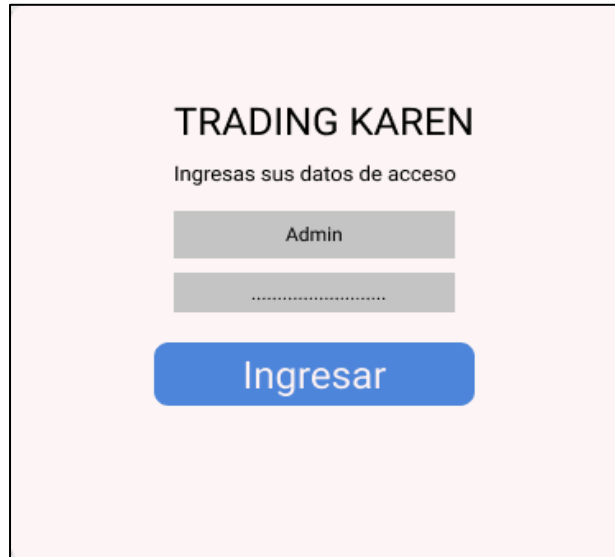 TRADING KAREN
Ingresas sus datos de acceso
Admin
..........................
Ingresar